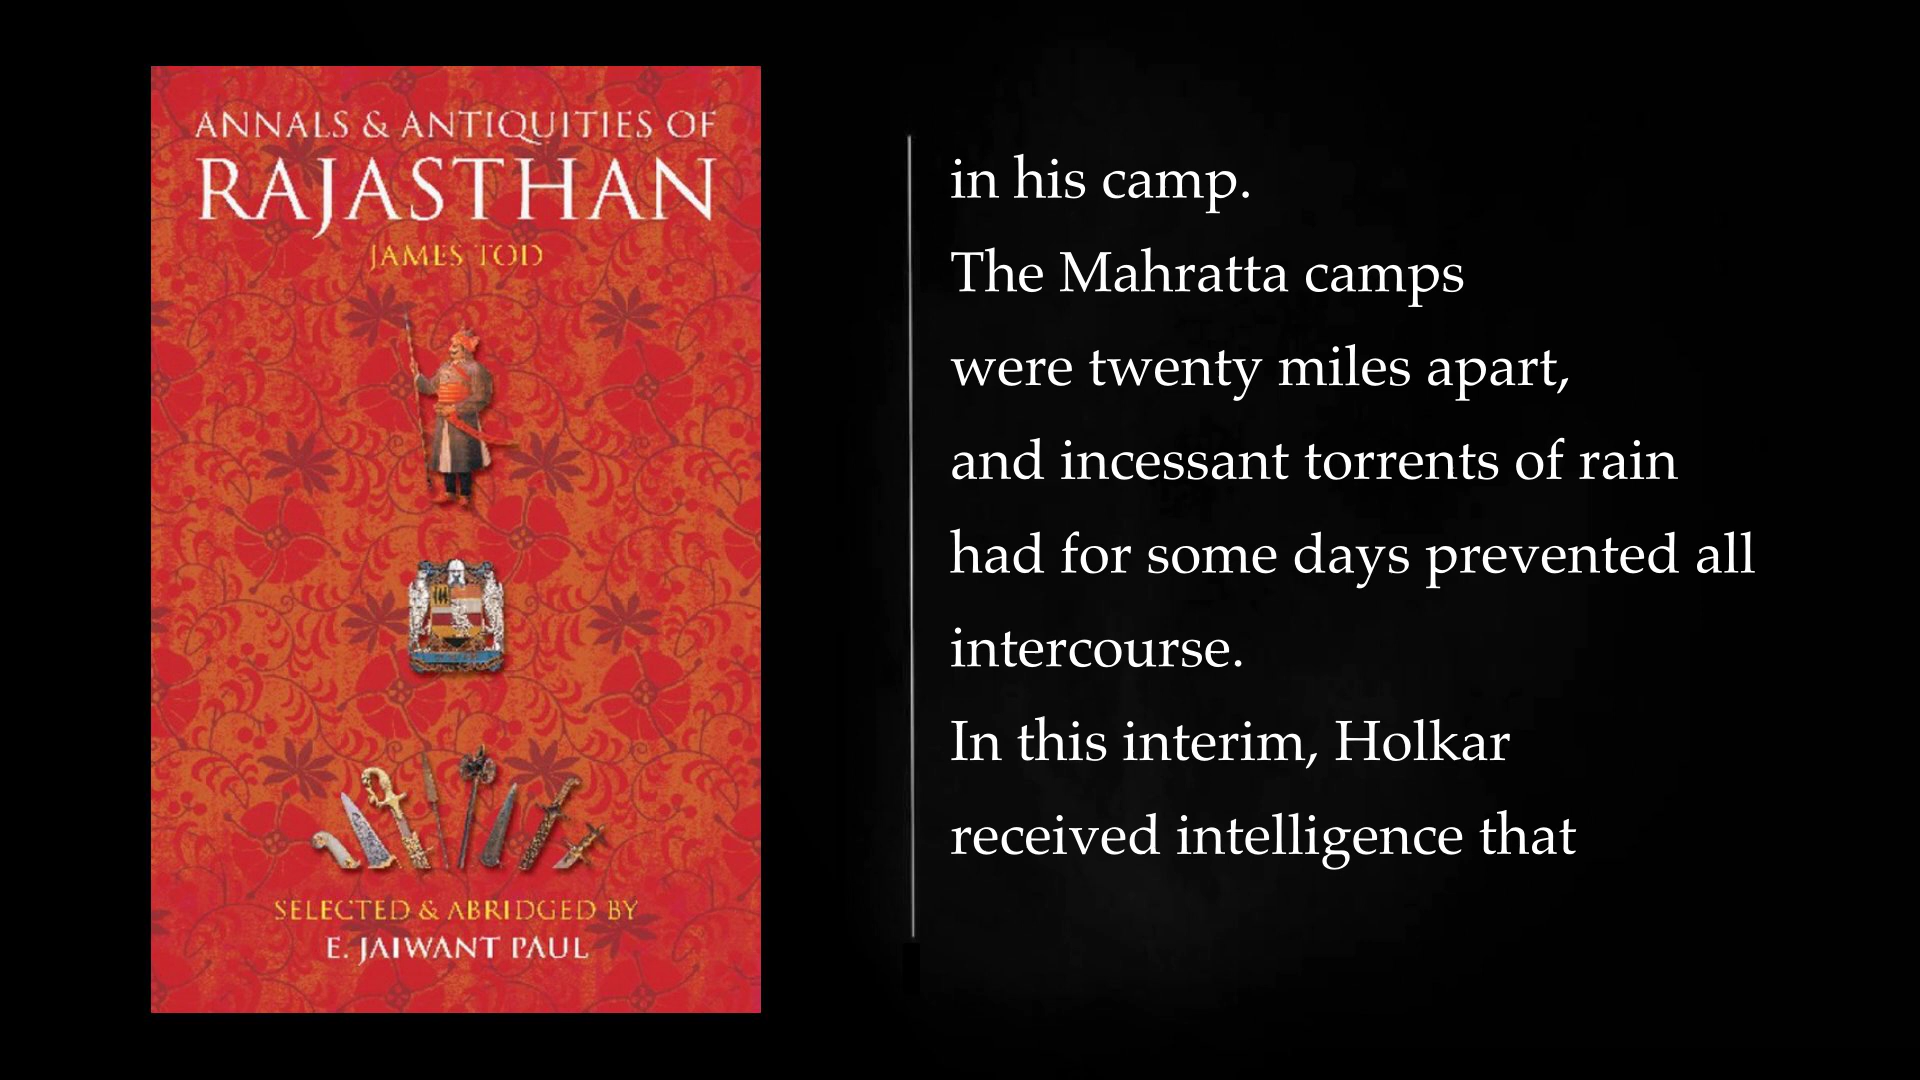 ANNALS & ANTIQUITIES OF
RAJASTHAN
JAMES TOD
SELECTED & ABRIDGED BY
E. JAIWANT PAUL
in his camp.
The Mahratta camps
were twenty miles apart,
and incessant torrents of rain
had for some days prevented all
intercourse.
In this interim, Holkar
received intelligence that